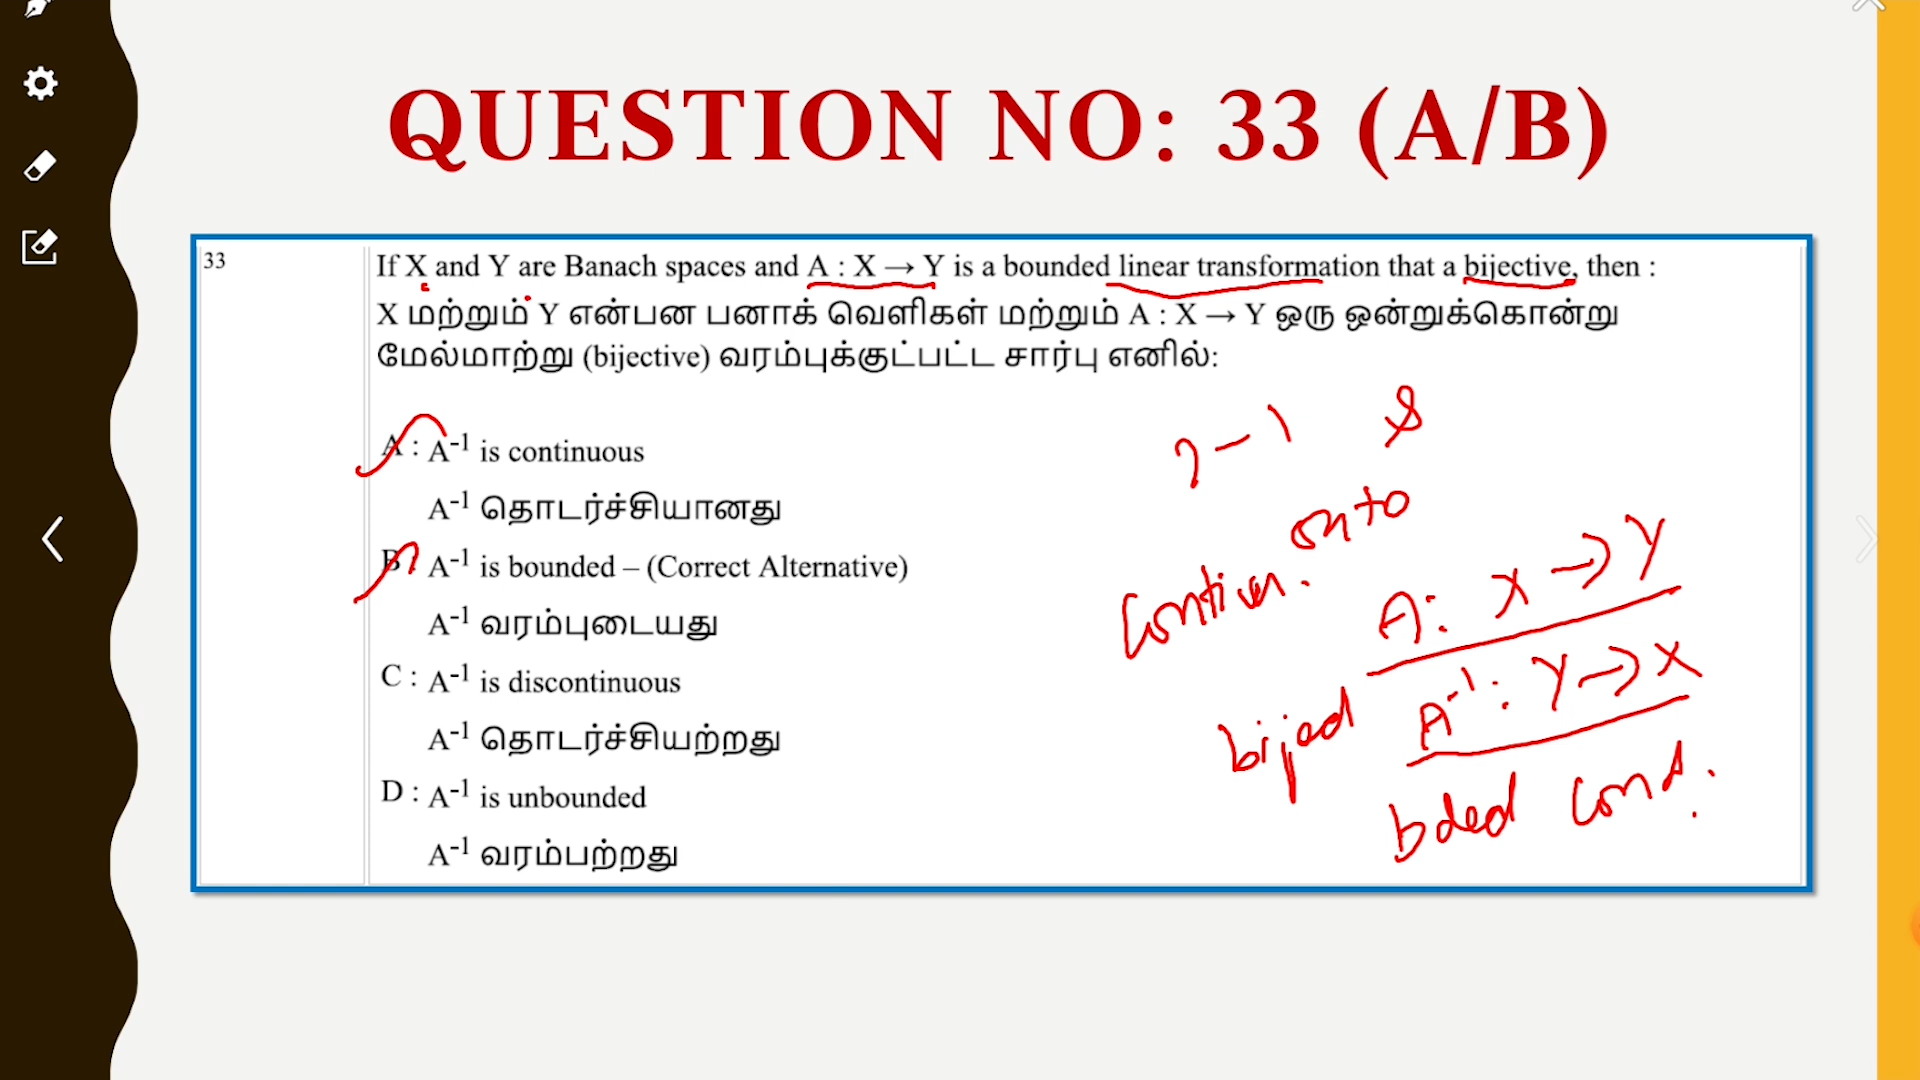 QUESTION NO: 33 (A/B)
33
If X and Y are Banach spaces and A : X → Y is a bounded linear transformation that a bijective, then :
X மற்றும் Y என்பன பனாக் வெளிகள் மற்றும் A : X → Y ஒரு ஒன்றுக்கொன்று
மேல்மாற்று (bijective) வரம்புக்குட்பட்ட சார்பு எனில்:
A : A⁻¹ is continuous
A⁻¹ தொடர்ச்சியானது
B : A⁻¹ is bounded – (Correct Alternative)
A⁻¹ வரம்புடையது
C : A⁻¹ is discontinuous
A⁻¹ தொடர்ச்சியற்றது
D : A⁻¹ is unbounded
A⁻¹ வரம்பற்றது
1-1 &
onto
A: X → Y
A⁻¹: Y → X
bded